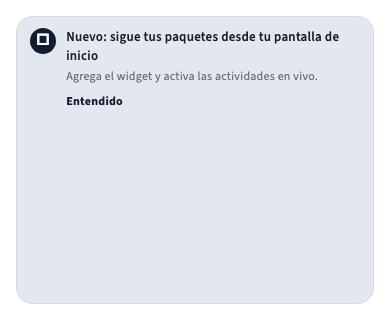 Nuevo: sigue tus paquetes desde tu pantalla de
inicio
Agrega el widget y activa las actividades en vivo.
Entendido